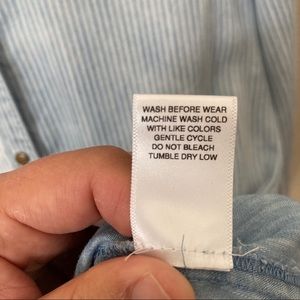 WASH BEFORE WEAR
MACHINE WASH COLD
WITH LIKE COLORS
GENTLE CYCLE
DO NOT BLEACH
TUMBLE DRY LOW